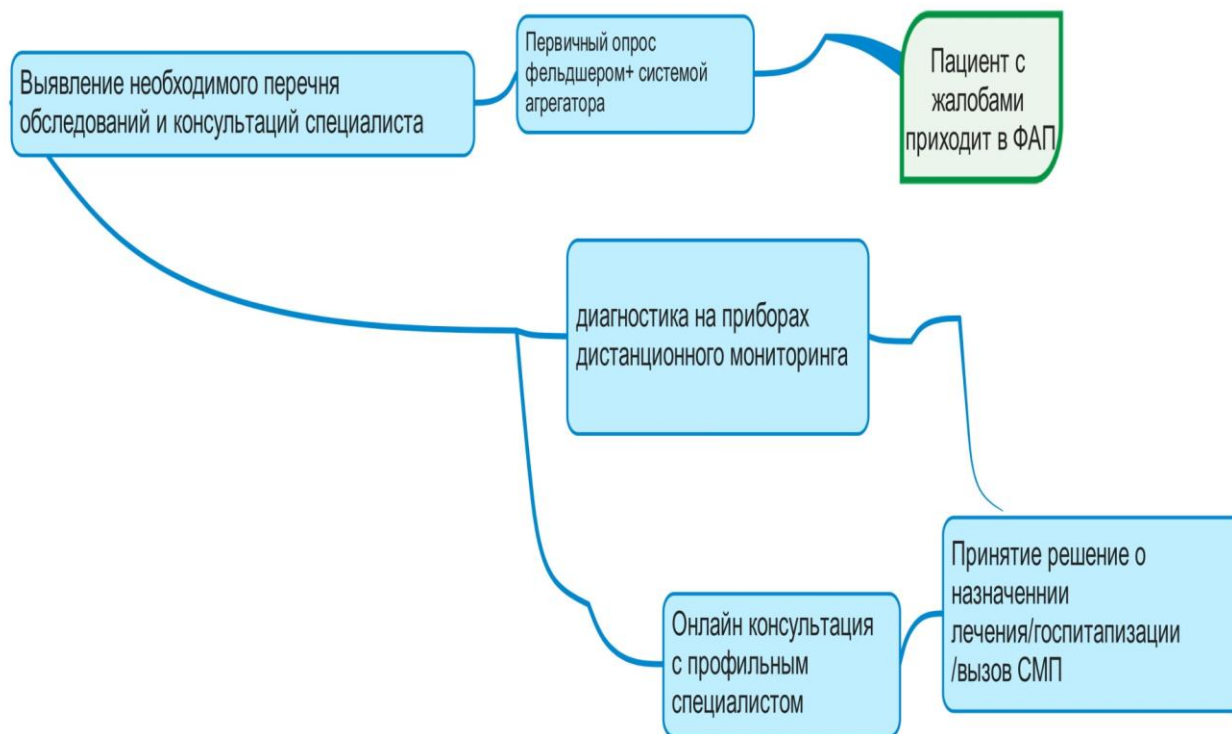 Выявление необходимого перечня
обследований и консультаций специалиста
Первичный опрос
фельдшером+ системой
агрегатора
Пациент с
жалобами
приходит в ФАП
диагностика на приборах
дистанционного мониторинга
Онлайн консультация
с профильным
специалистом
Принятие решение о
назначеннии
лечения/госпитапизации
/вызов СМП